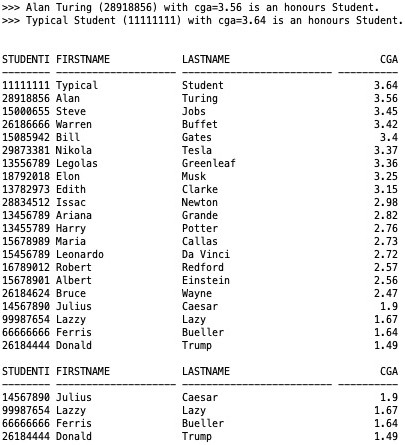 >>> Alan Turing (28918856) with cga=3.56 is an honours Student.
>>> Typical Student (11111111) with cga=3.64 is an honours Student.
STUDENTI FIRSTNAME            LASTNAME                         CGA
-------- -------------------- ------------------------- ----------
11111111 Typical              Student                         3.64
28918856 Alan                 Turing                          3.56
15000655 Steve                Jobs                            3.45
26186666 Warren               Buffet                          3.42
15085942 Bill                 Gates                            3.4
29873381 Nikola               Tesla                           3.37
13556789 Legolas              Greenleaf                       3.36
18792018 Elon                 Musk                            3.25
13782973 Edith                Clarke                          3.15
28834512 Issac                Newton                          2.98
13456789 Ariana               Grande                          2.82
13455789 Harry                Potter                          2.76
15678989 Maria                Callas                          2.73
15456789 Leonardo             Da Vinci                        2.72
16789012 Robert               Redford                         2.57
15678901 Albert               Einstein                        2.56
26184624 Bruce                Wayne                           2.47
14567890 Julius               Caesar                           1.9
99987654 Lazzy                Lazy                            1.67
66666666 Ferris               Bueller                         1.64
26184444 Donald               Trump                           1.49
STUDENTI FIRSTNAME            LASTNAME                         CGA
-------- -------------------- ------------------------- ----------
14567890 Julius               Caesar                           1.9
99987654 Lazzy                Lazy                            1.67
66666666 Ferris               Bueller                         1.64
26184444 Donald               Trump                           1.49